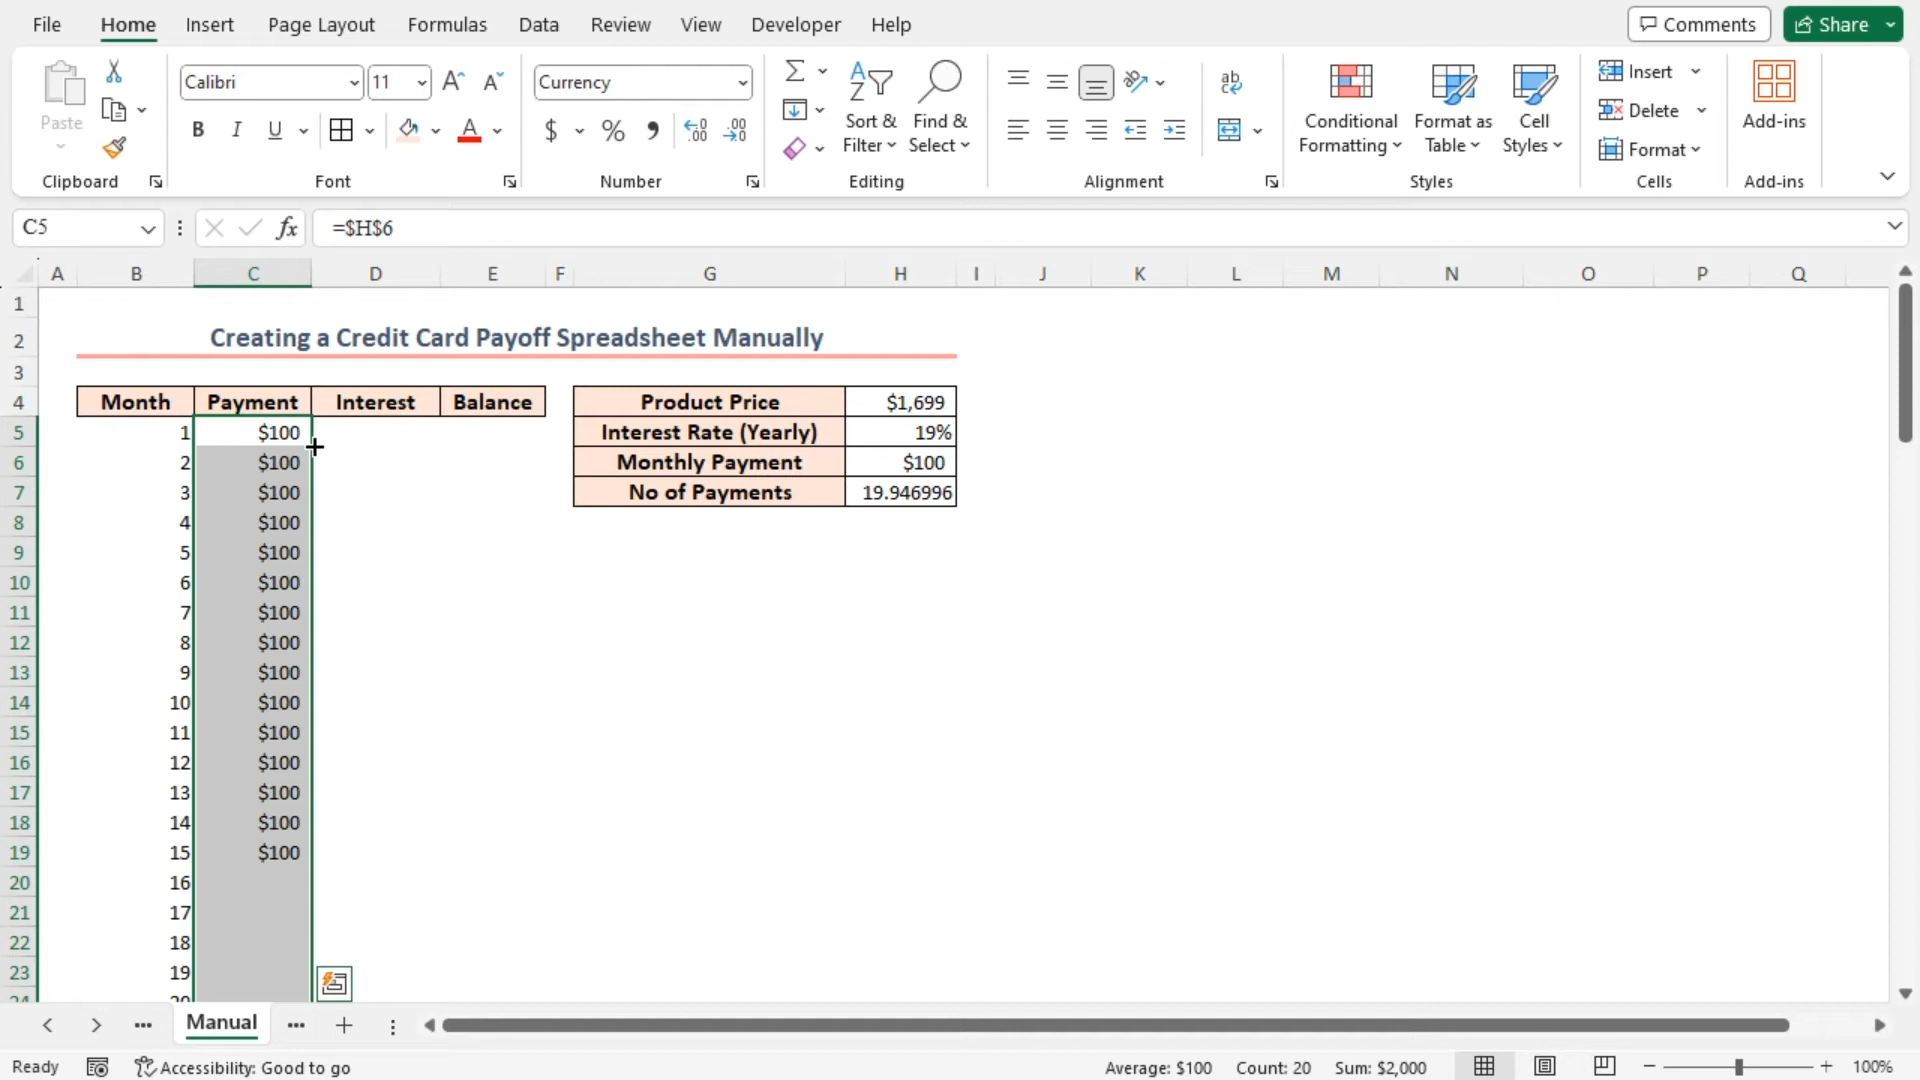 File Home Insert Page Layout Formulas Data Review View Developer Help Comments Share
Paste
Calibri 11 Currency
B I U $ % , ab c
Sort & Filter Find & Select
Conditional Formatting Format as Table Cell Styles
Insert
Delete
Format
Add-ins
Clipboard Font Number Editing Alignment Styles Cells Add-ins
C5 fx =$H$6
A B C D E F G H I J K L M N O P Q
1
2 Creating a Credit Card Payoff Spreadsheet Manually
3
4 Month Payment Interest Balance Product Price $1,699
5 1 $100 Interest Rate (Yearly) 19%
6 2 $100 Monthly Payment $100
7 3 $100 No of Payments 19.946996
8 4 $100
9 5 $100
10 6 $100
11 7 $100
12 8 $100
13 9 $100
14 10 $100
15 11 $100
16 12 $100
17 13 $100
18 14 $100
19 15 $100
20 16
21 17
22 18
23 19
24 20
Manual
Ready Accessibility: Good to go Average: $100 Count: 20 Sum: $2,000 100%